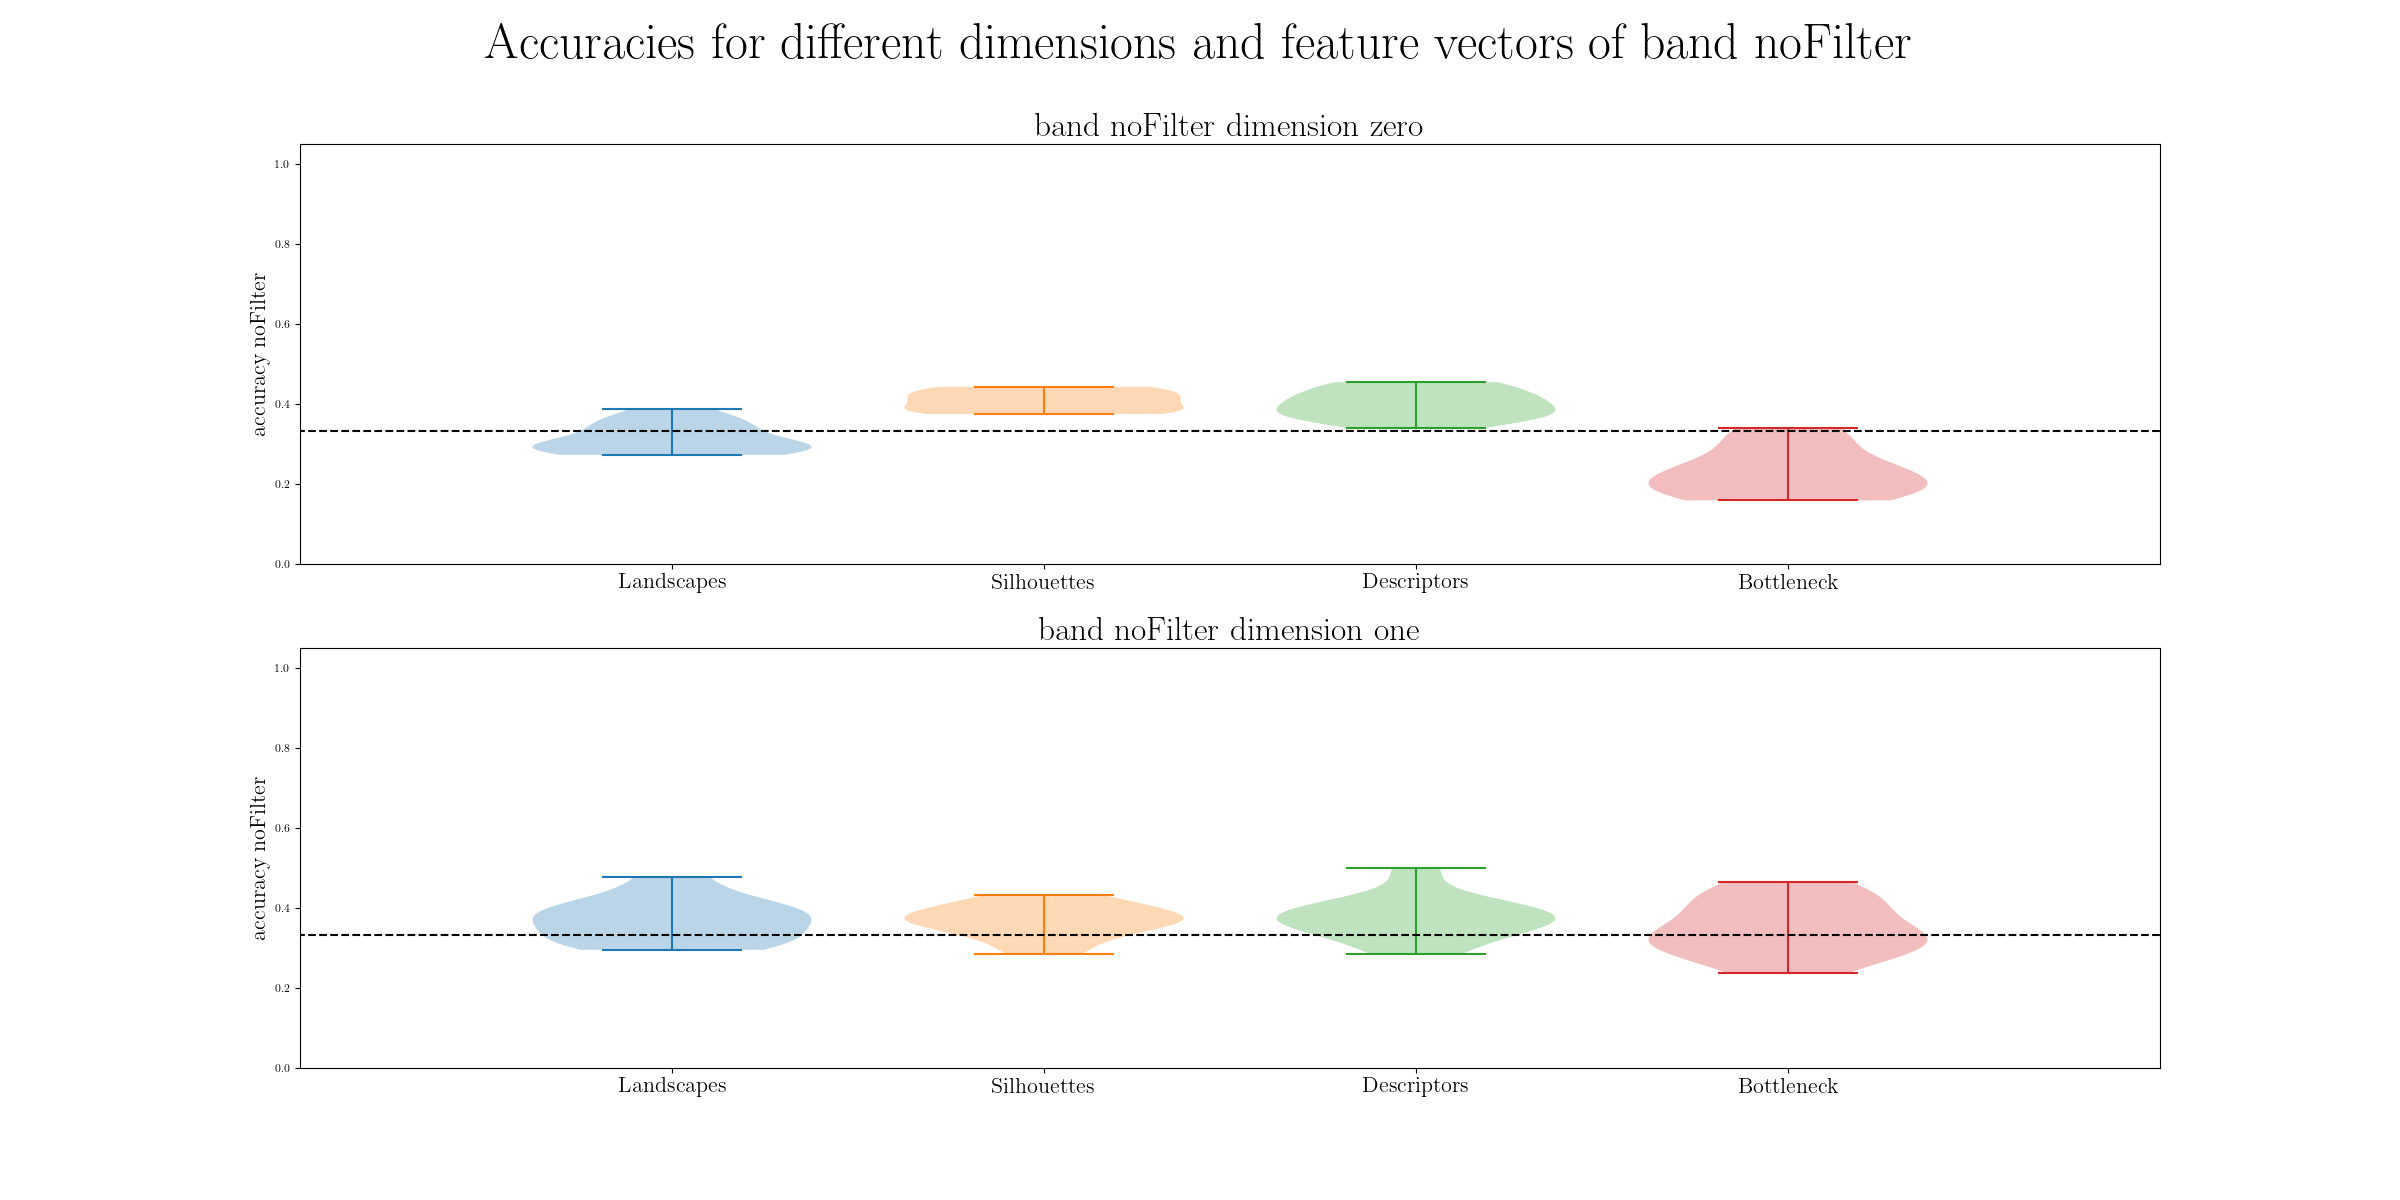 Accuracies for different dimensions and feature vectors of band noFilter
band noFilter dimension zero
accuracy noFilter
1.0
0.8
0.6
0.4
0.2
0.0
Landscapes Silhouettes Descriptors Bottleneck
band noFilter dimension one
accuracy noFilter
1.0
0.8
0.6
0.4
0.2
0.0
Landscapes Silhouettes Descriptors Bottleneck